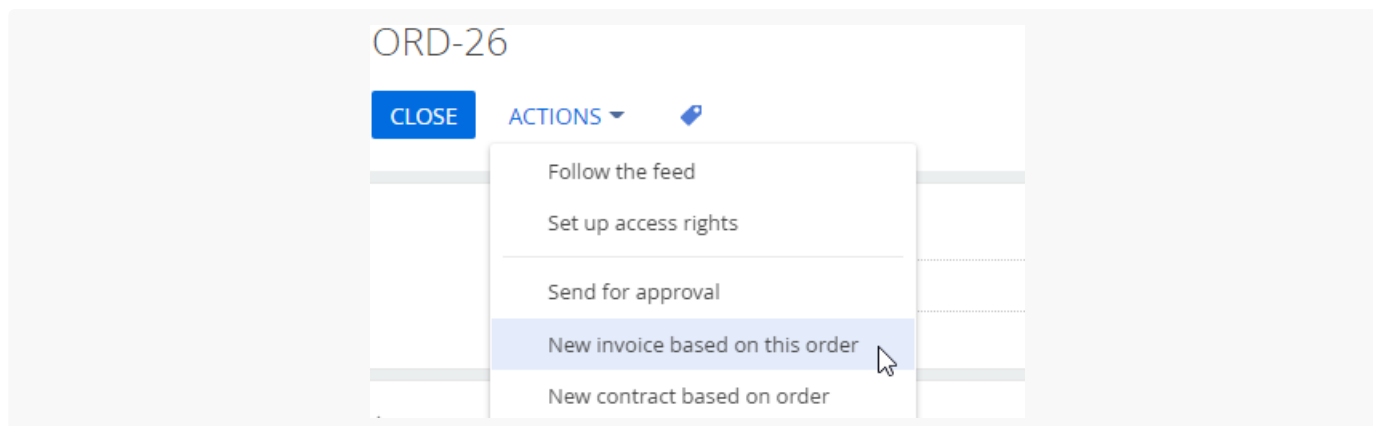 ORD-26
CLOSE ACTIONS
Follow the feed
Set up access rights
Send for approval
New invoice based on this order
New contract based on order